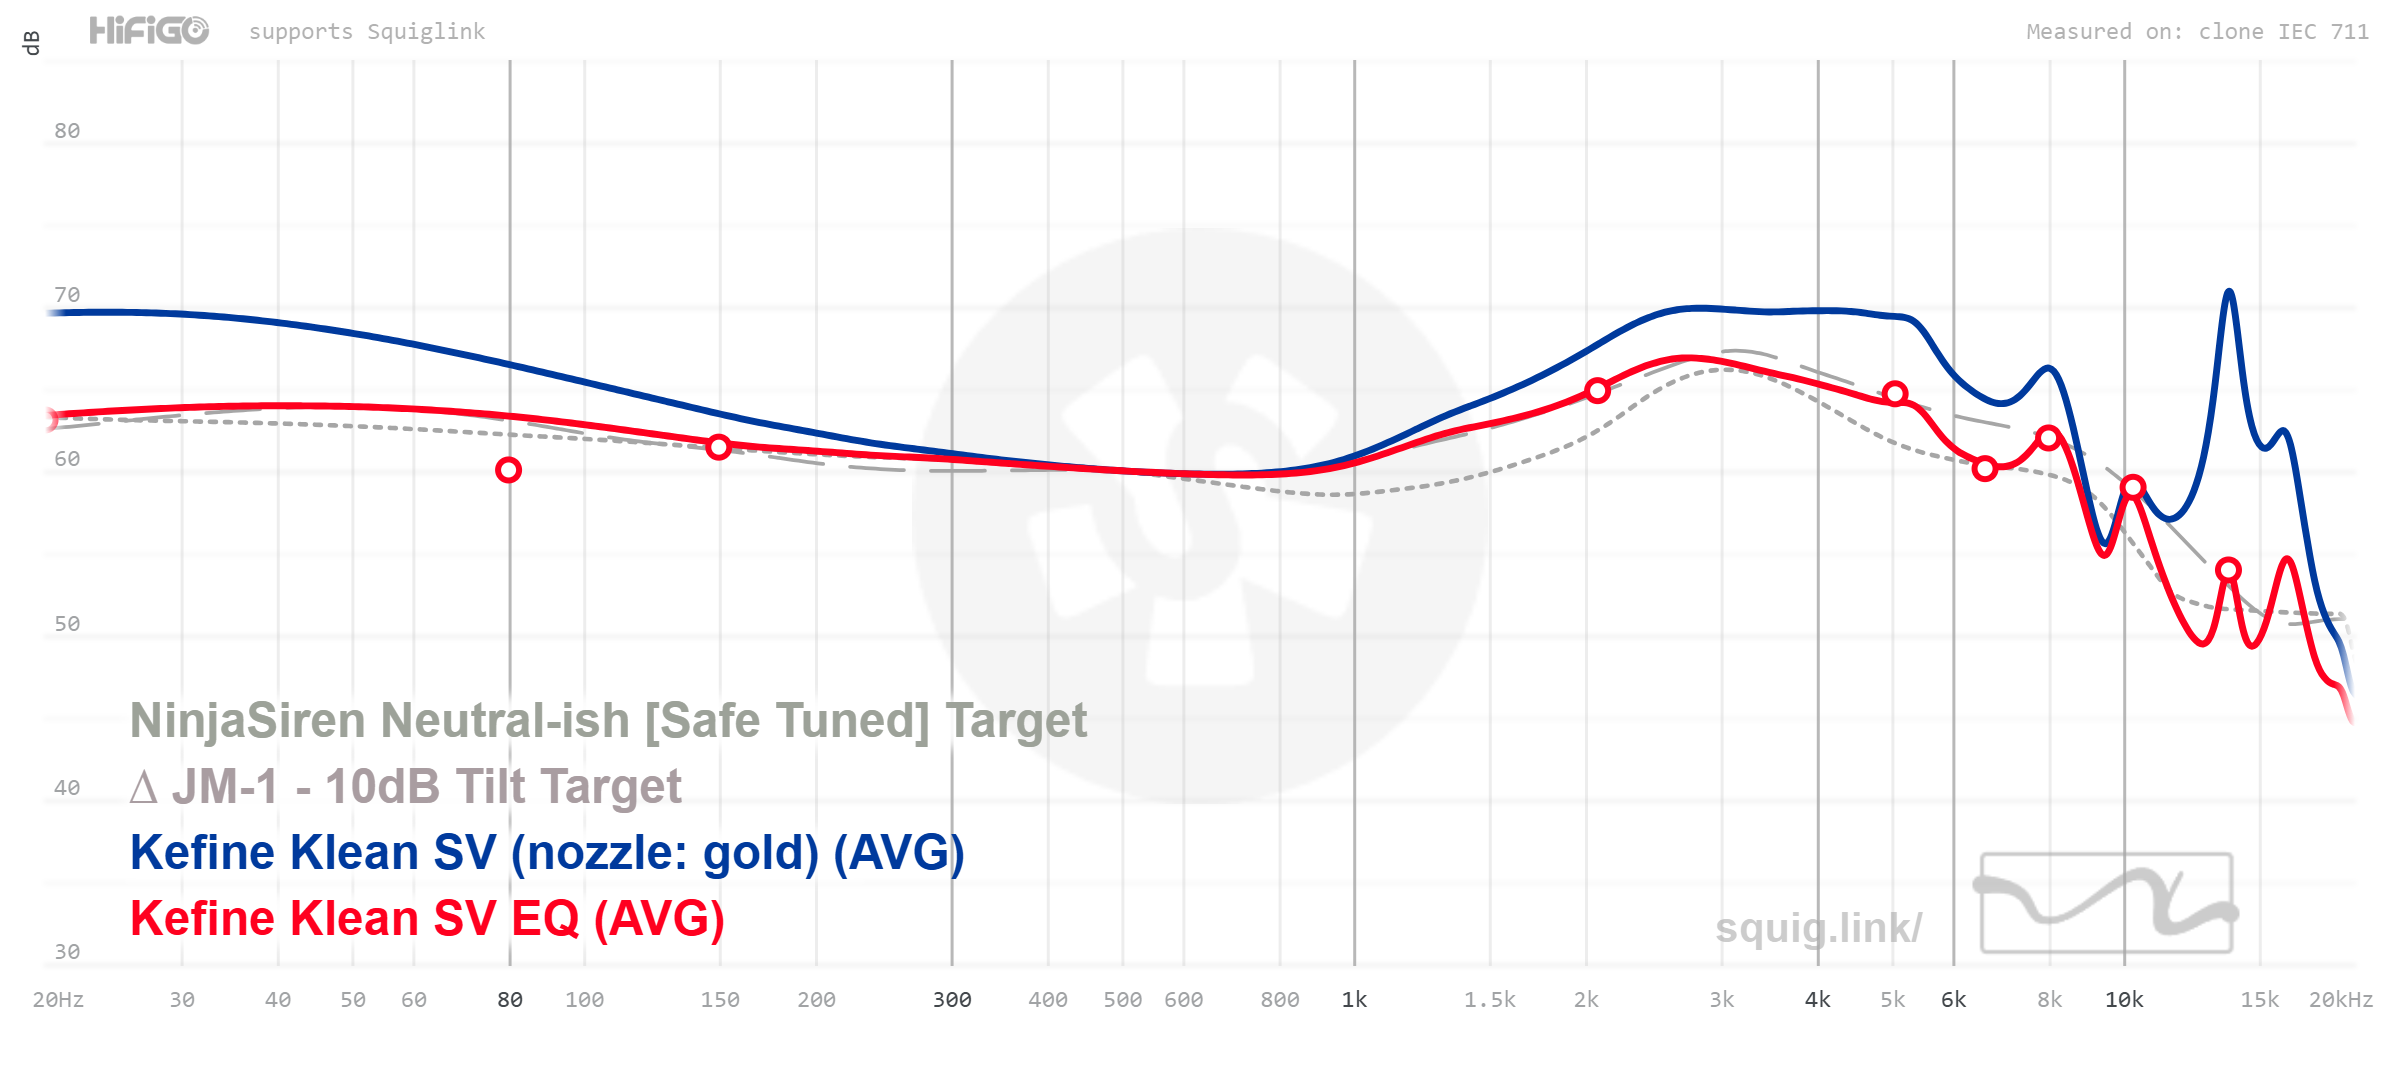 HiFiGO supports Squiglink
Measured on: clone IEC 711
dB
80
70
60
50
40
30
NinjaSiren Neutral-ish [Safe Tuned] Target
Δ JM-1 - 10dB Tilt Target
Kefine Klean SV (nozzle: gold) (AVG)
Kefine Klean SV EQ (AVG)
squig.link/
20Hz 30 40 50 60 80 100 150 200 300 400 500 600 800 1k 1.5k 2k 3k 4k 5k 6k 8k 10k 15k 20kHz